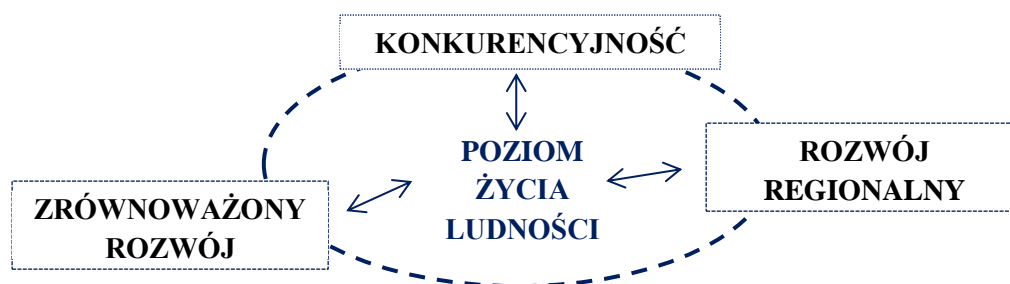 KONKURENCYJNOŚĆ
POZIOM
ŻYCIA
LUDNOŚCI
ROZWÓJ
REGIONALNY
ZRÓWNOWAŻONY
ROZWÓJ